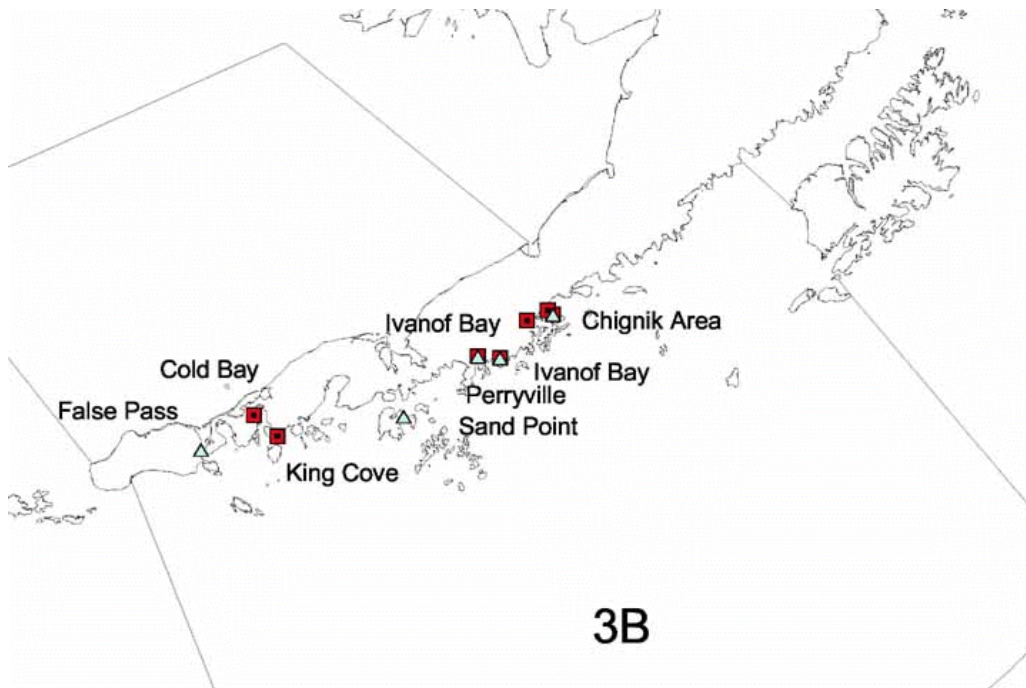 Ivanof Bay
Chignik Area
Cold Bay
Ivanof Bay
Perryville
False Pass
Sand Point
King Cove
3B